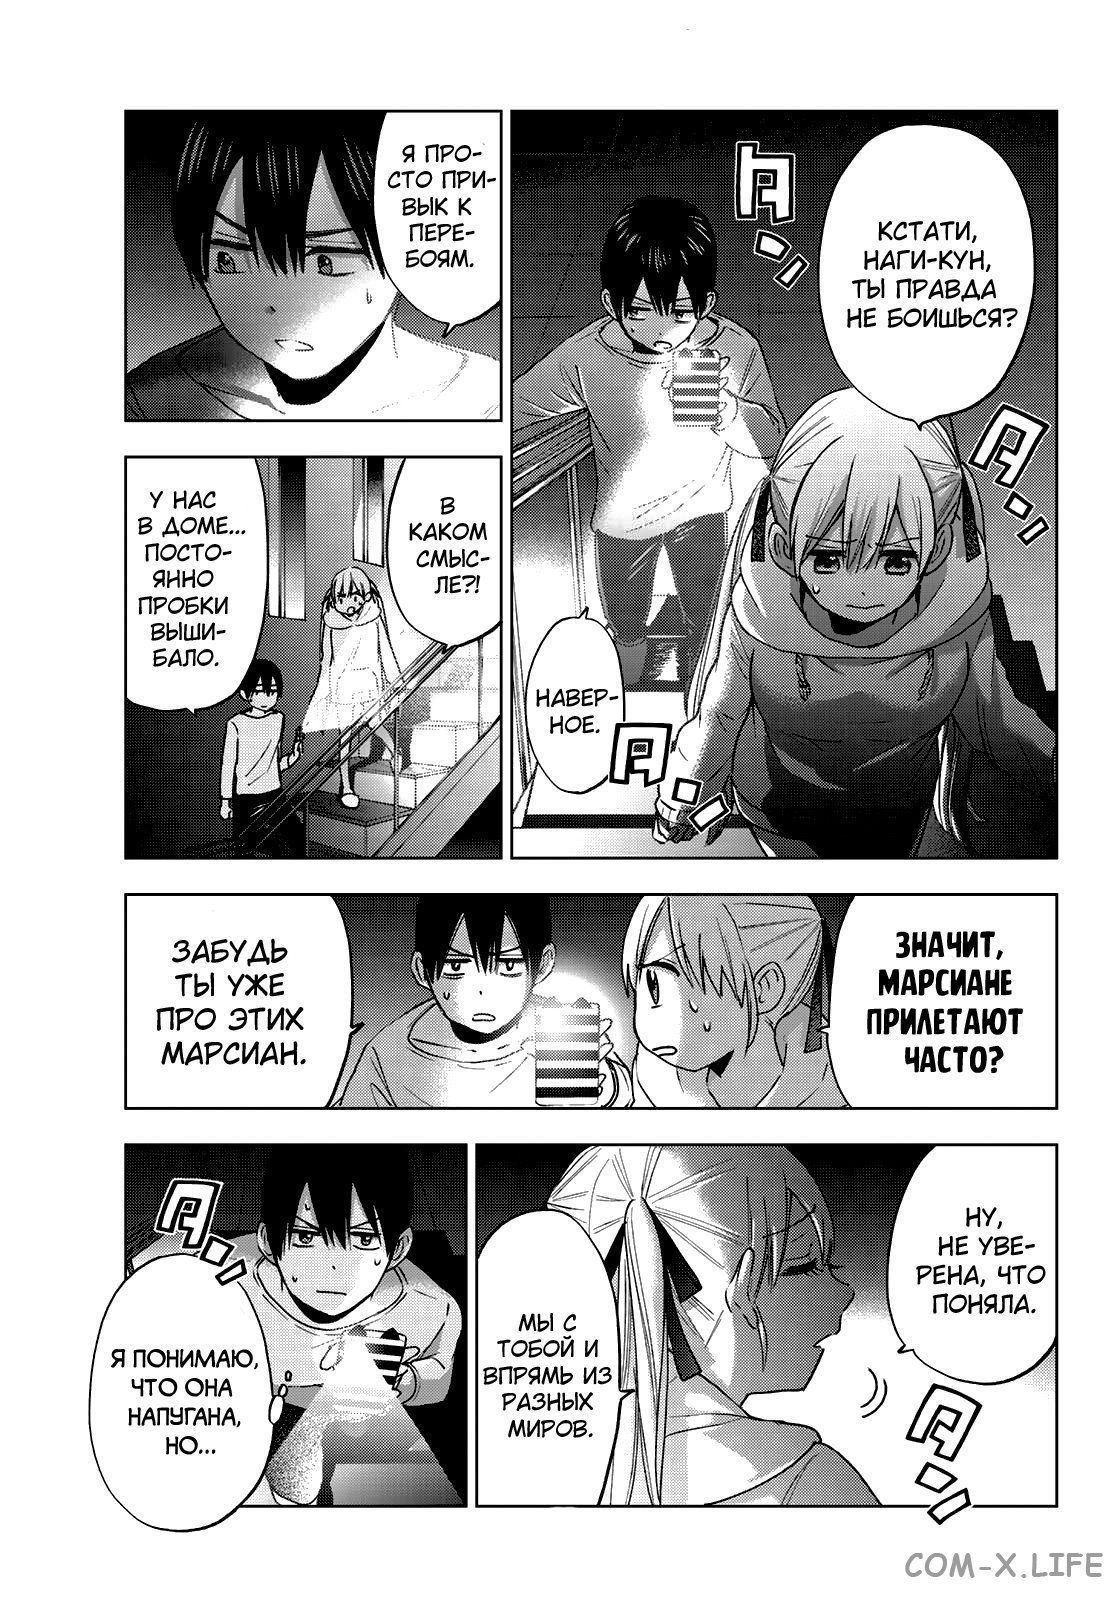 КСТАТИ,
НАГИ-КУН,
ТЫ ПРАВДА
НЕ БОИШЬСЯ?
НАВЕР-
НОЕ.
Я ПРО-
СТО ПРИ-
ВЫК К
ПЕРЕ-
БОЯМ.
В
КАКОМ
СМЫС-
ЛЕ?!
У НАС
В ДОМЕ...
ПОСТО-
ЯННО
ПРОБКИ
ВЫШИ-
БАЛО.
ЗНАЧИТ,
МАРСИАНЕ
ПРИЛЕТАЮТ
ЧАСТО?
ЗАБУДЬ
ТЫ УЖЕ
ПРО ЭТИХ
МАРСИАН.
НУ,
НЕ УВЕ-
РЕНА, ЧТО
ПОНЯЛА.
МЫ С
ТОБОЙ И
ВПРЯМЬ ИЗ
РАЗНЫХ
МИРОВ.
Я ПОНИМАЮ,
ЧТО ОНА
НАПУГАНА,
НО...
COM-X.LIFE